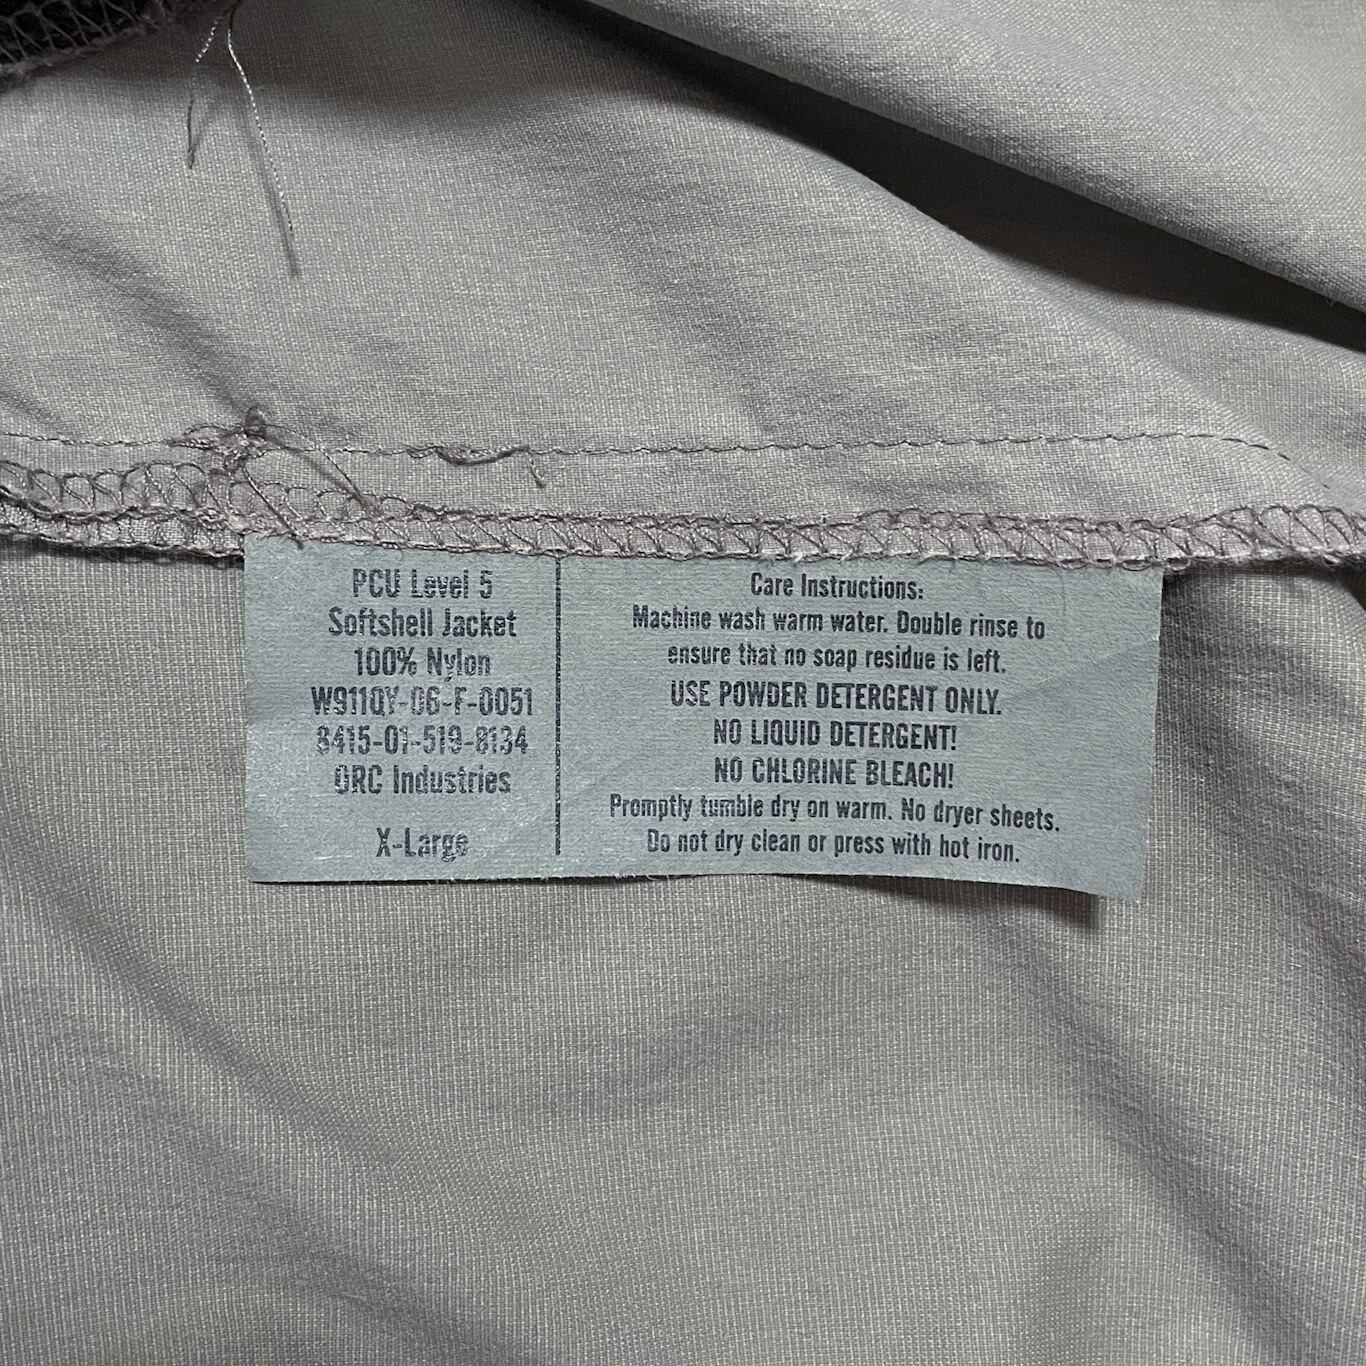 PCU Level 5
Softshell Jacket
100% Nylon
W911QY-06-F-0051
8415-01-519-8134
ORC Industries
X-Large
Care Instructions:
Machine wash warm water. Double rinse to
ensure that no soap residue is left.
USE POWDER DETERGENT ONLY.
NO LIQUID DETERGENT!
NO CHLORINE BLEACH!
Promptly tumble dry on warm. No dryer sheets.
Do not dry clean or press with hot iron.